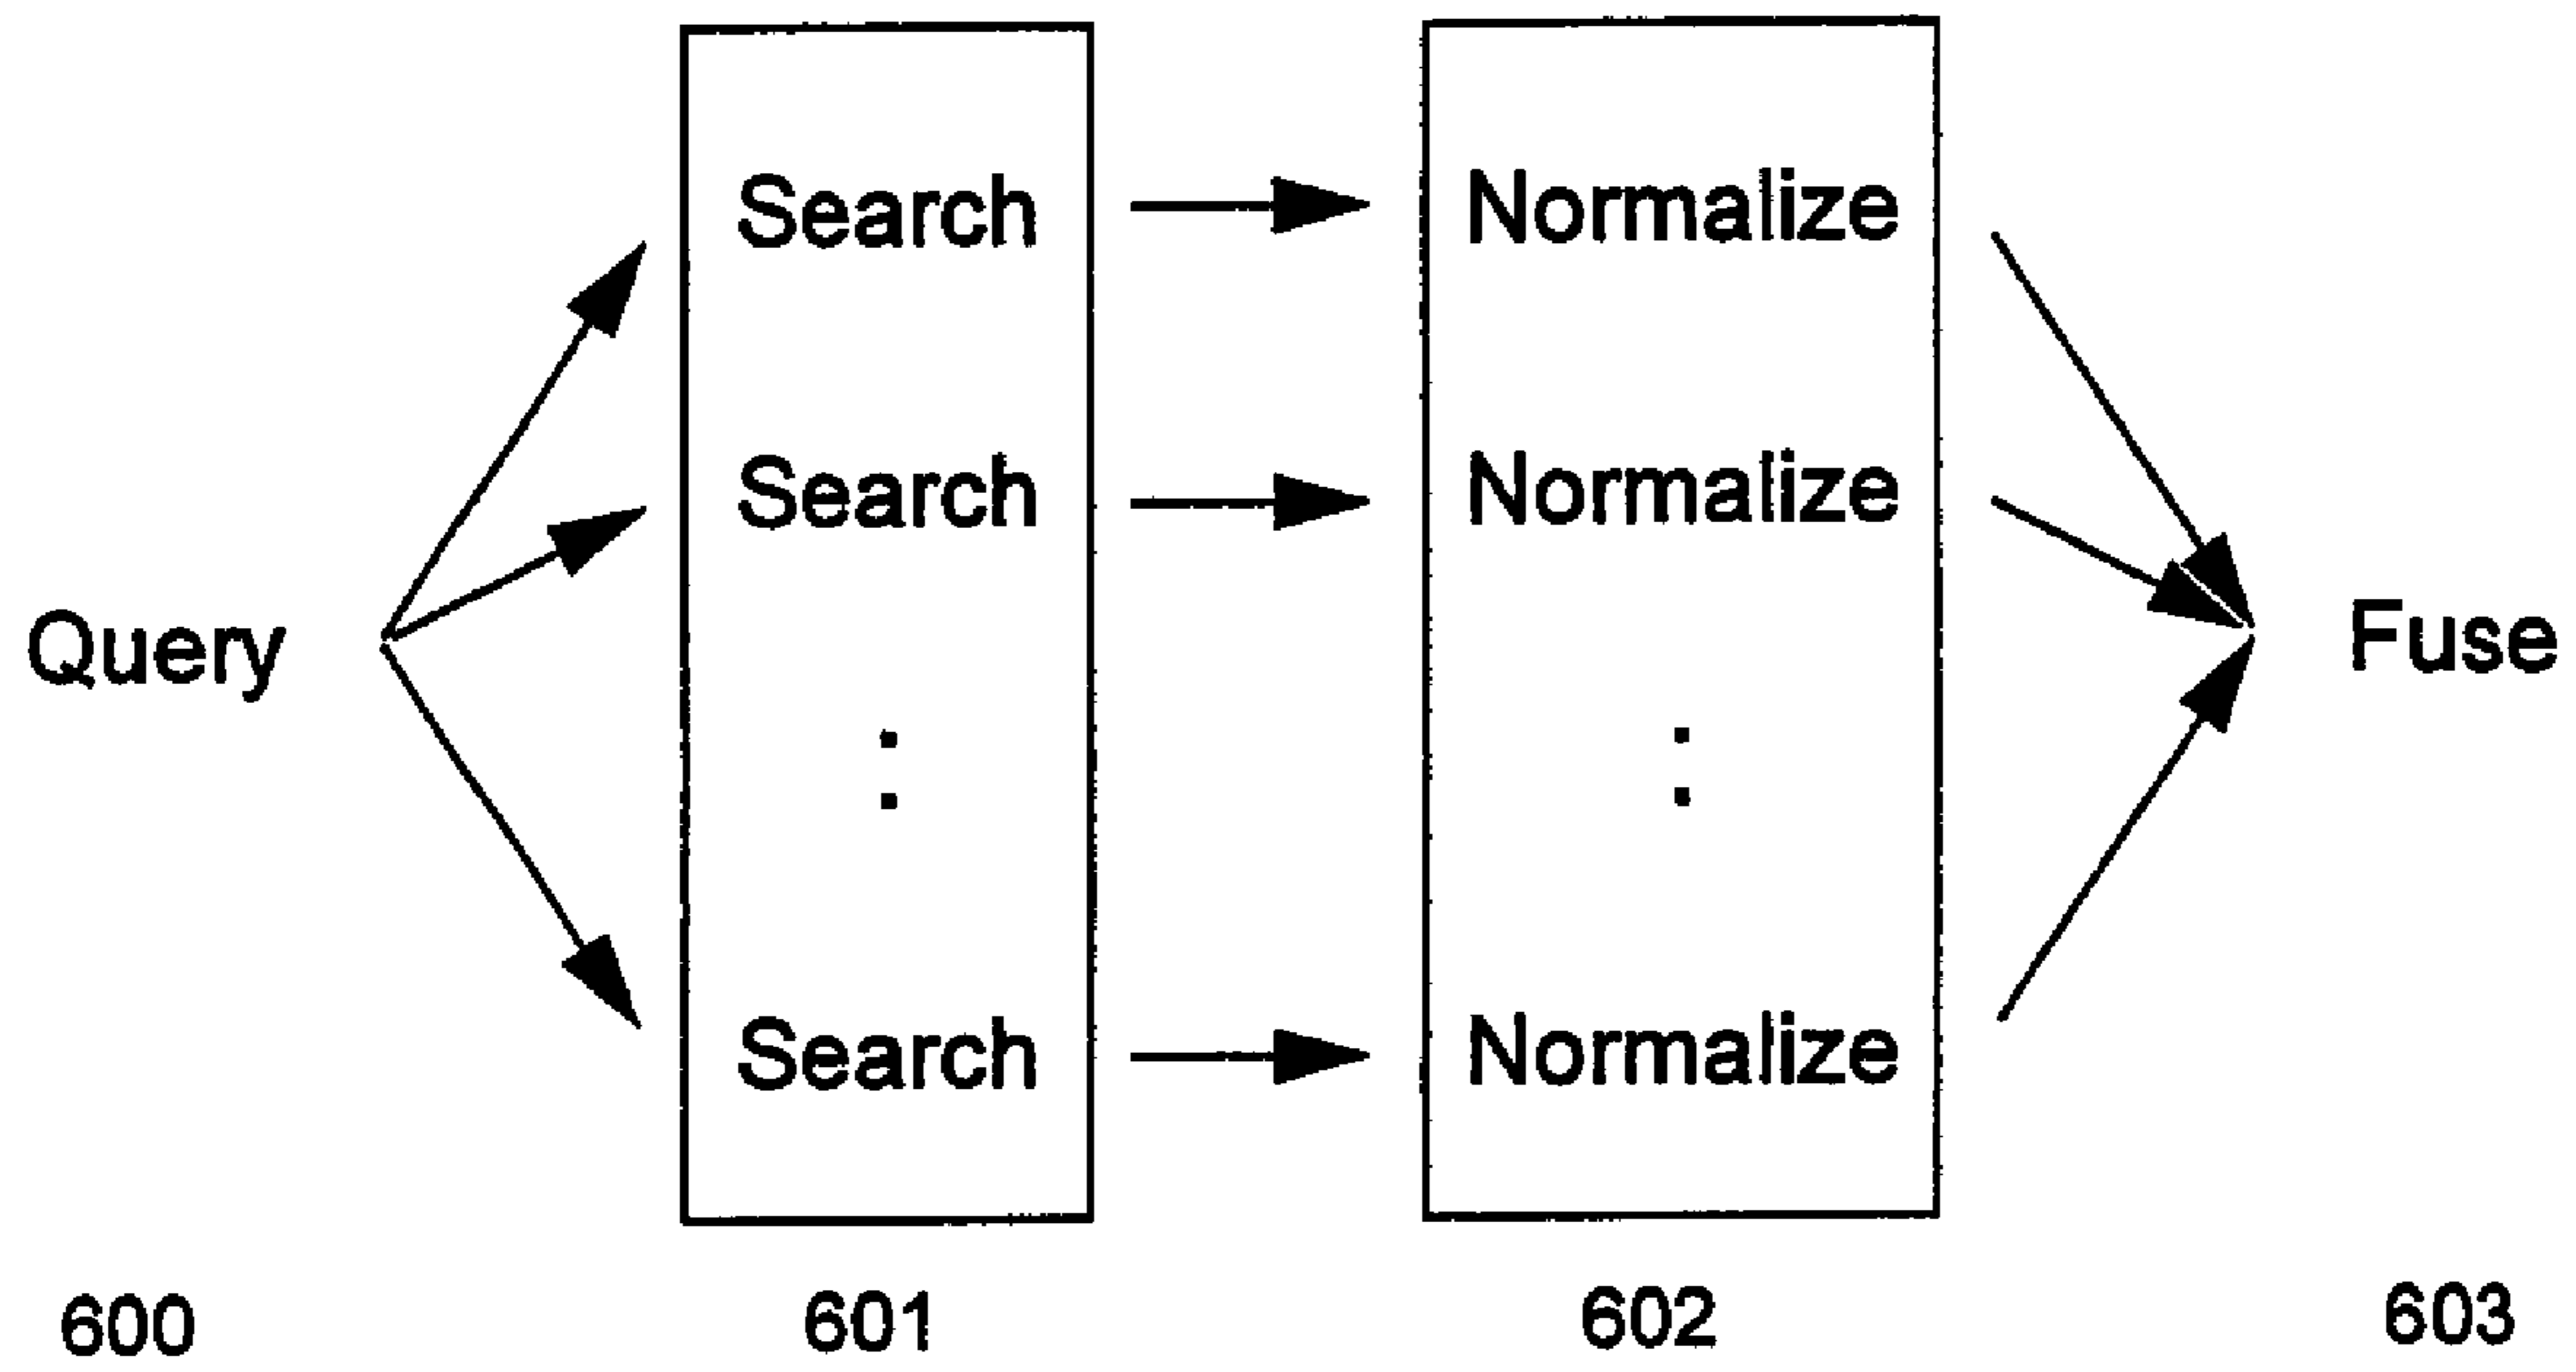 Search
Normalize
Search
Normalize
Query
Fuse
:
:
Search
Normalize
600
601
602
603